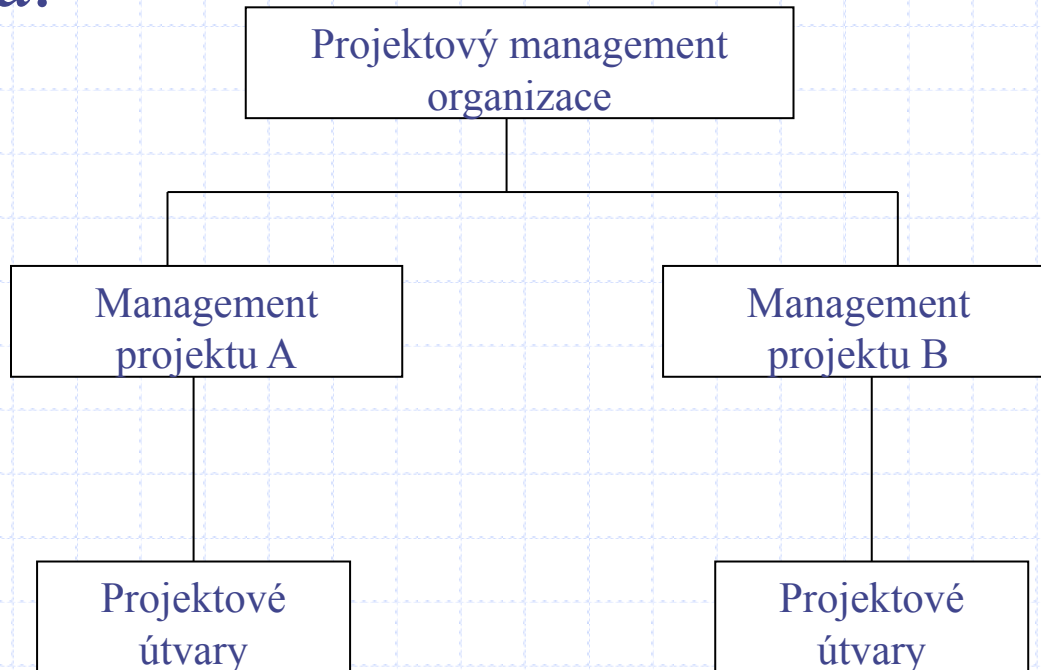 Projektový management
organizace
Management
projektu A
Management
projektu B
Projektové
útvary
Projektové
útvary